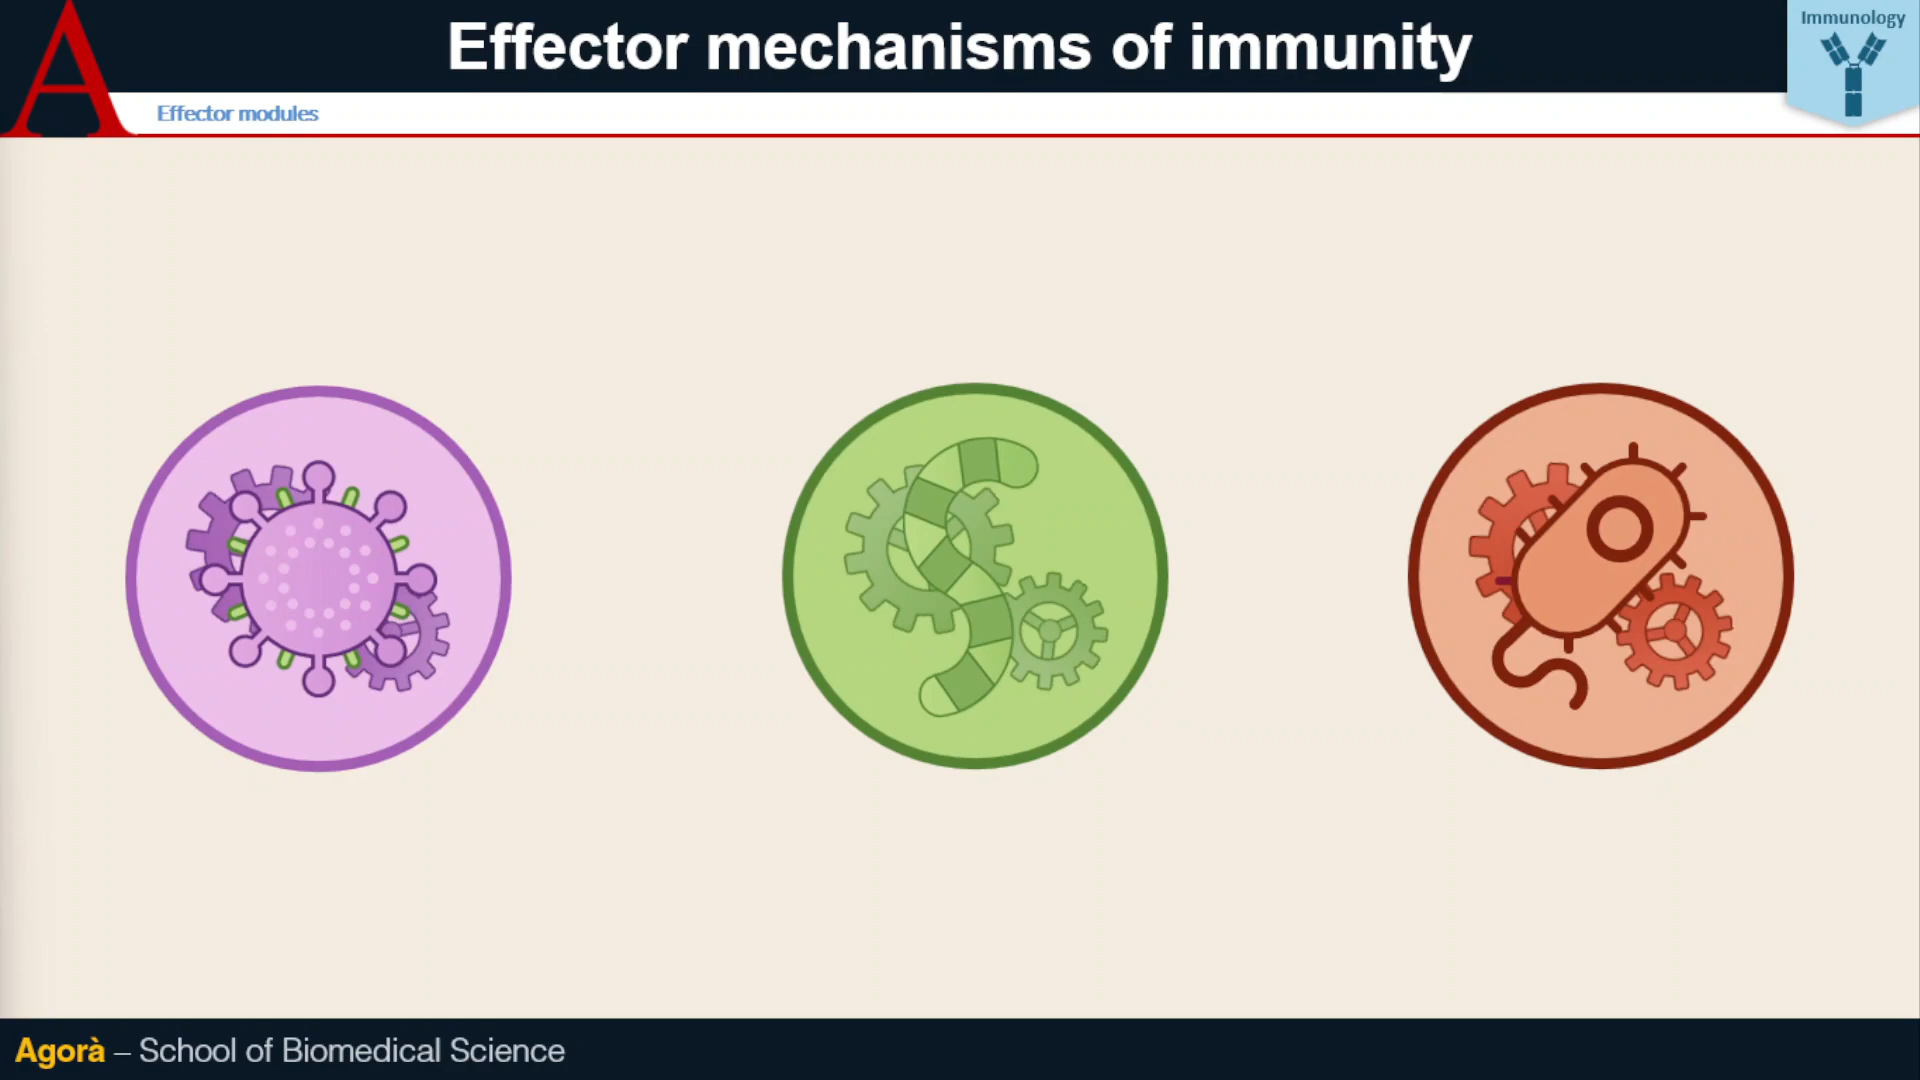 Effector mechanisms of immunity
Immunology
Effector modules
Agorà – School of Biomedical Science